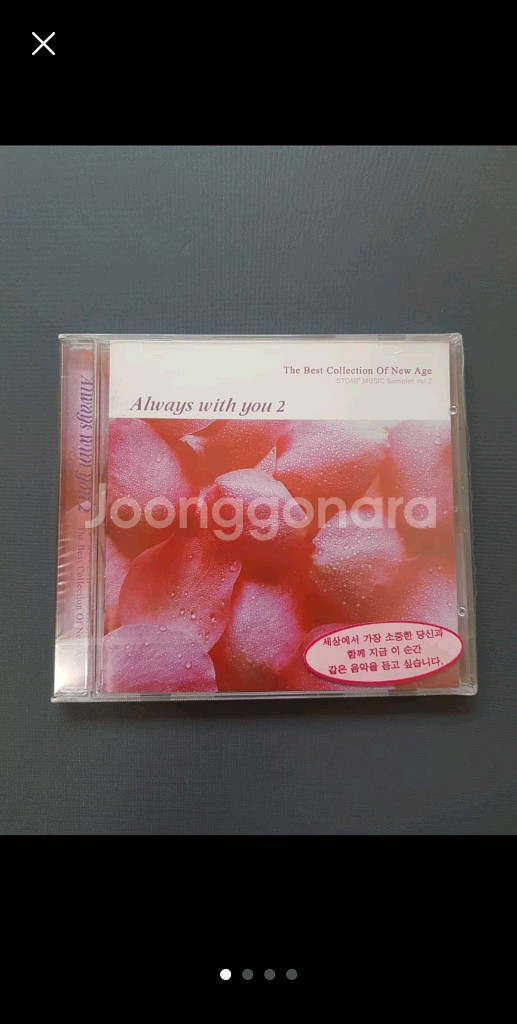 The Best Collection Of New Age
STOMP MUSIC Sampler Vol.2
Always with you 2
Always with you 2 The Best Collection Of New
Joonggonara
세상에서 가장 소중한 당신과
함께 지금 이 순간
같은 음악을 듣고 싶습니다.